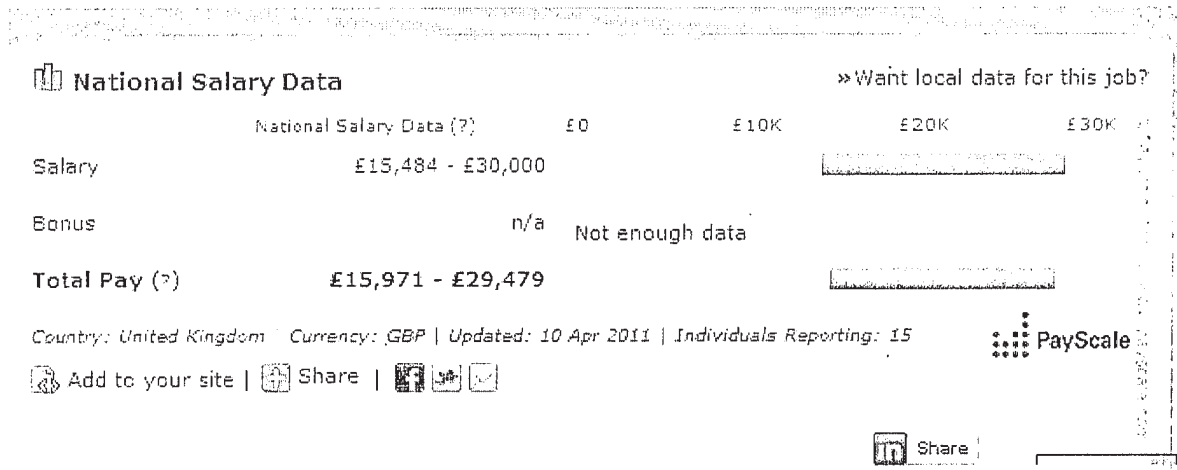 National Salary Data
»Want local data for this job?
National Salary Data (?) £0 £10K £20K £30K
Salary £15,484 - £30,000
Bonus n/a Not enough data
Total Pay (?) £15,971 - £29,479
Country: United Kingdom Currency: GBP | Updated: 10 Apr 2011 | Individuals Reporting: 15
PayScale
Add to your site | Share |
in Share